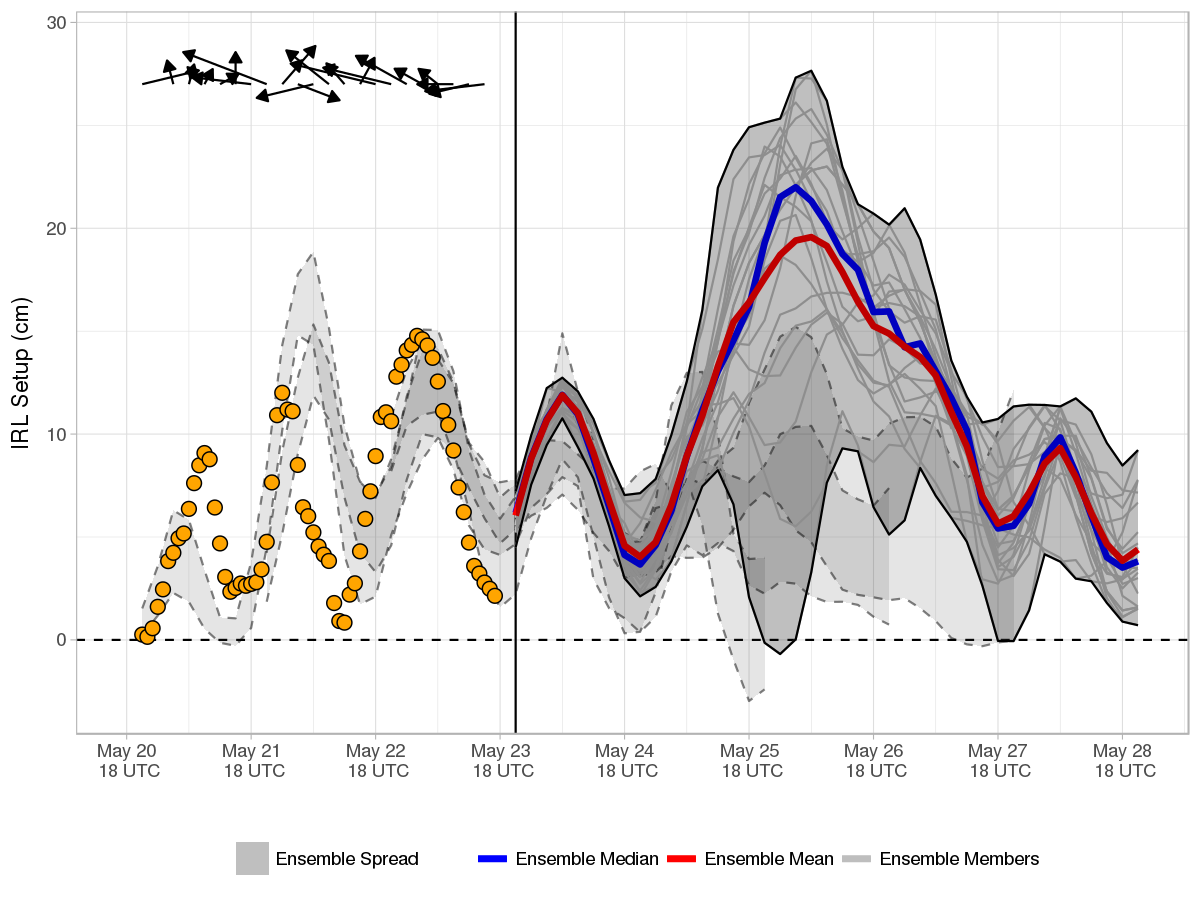 30
20
10
0
IRL Setup (cm)
May 20 May 21 May 22 May 23 May 24 May 25 May 26 May 27 May 28
18 UTC 18 UTC 18 UTC 18 UTC 18 UTC 18 UTC 18 UTC 18 UTC 18 UTC
Ensemble Spread Ensemble Median Ensemble Mean Ensemble Members